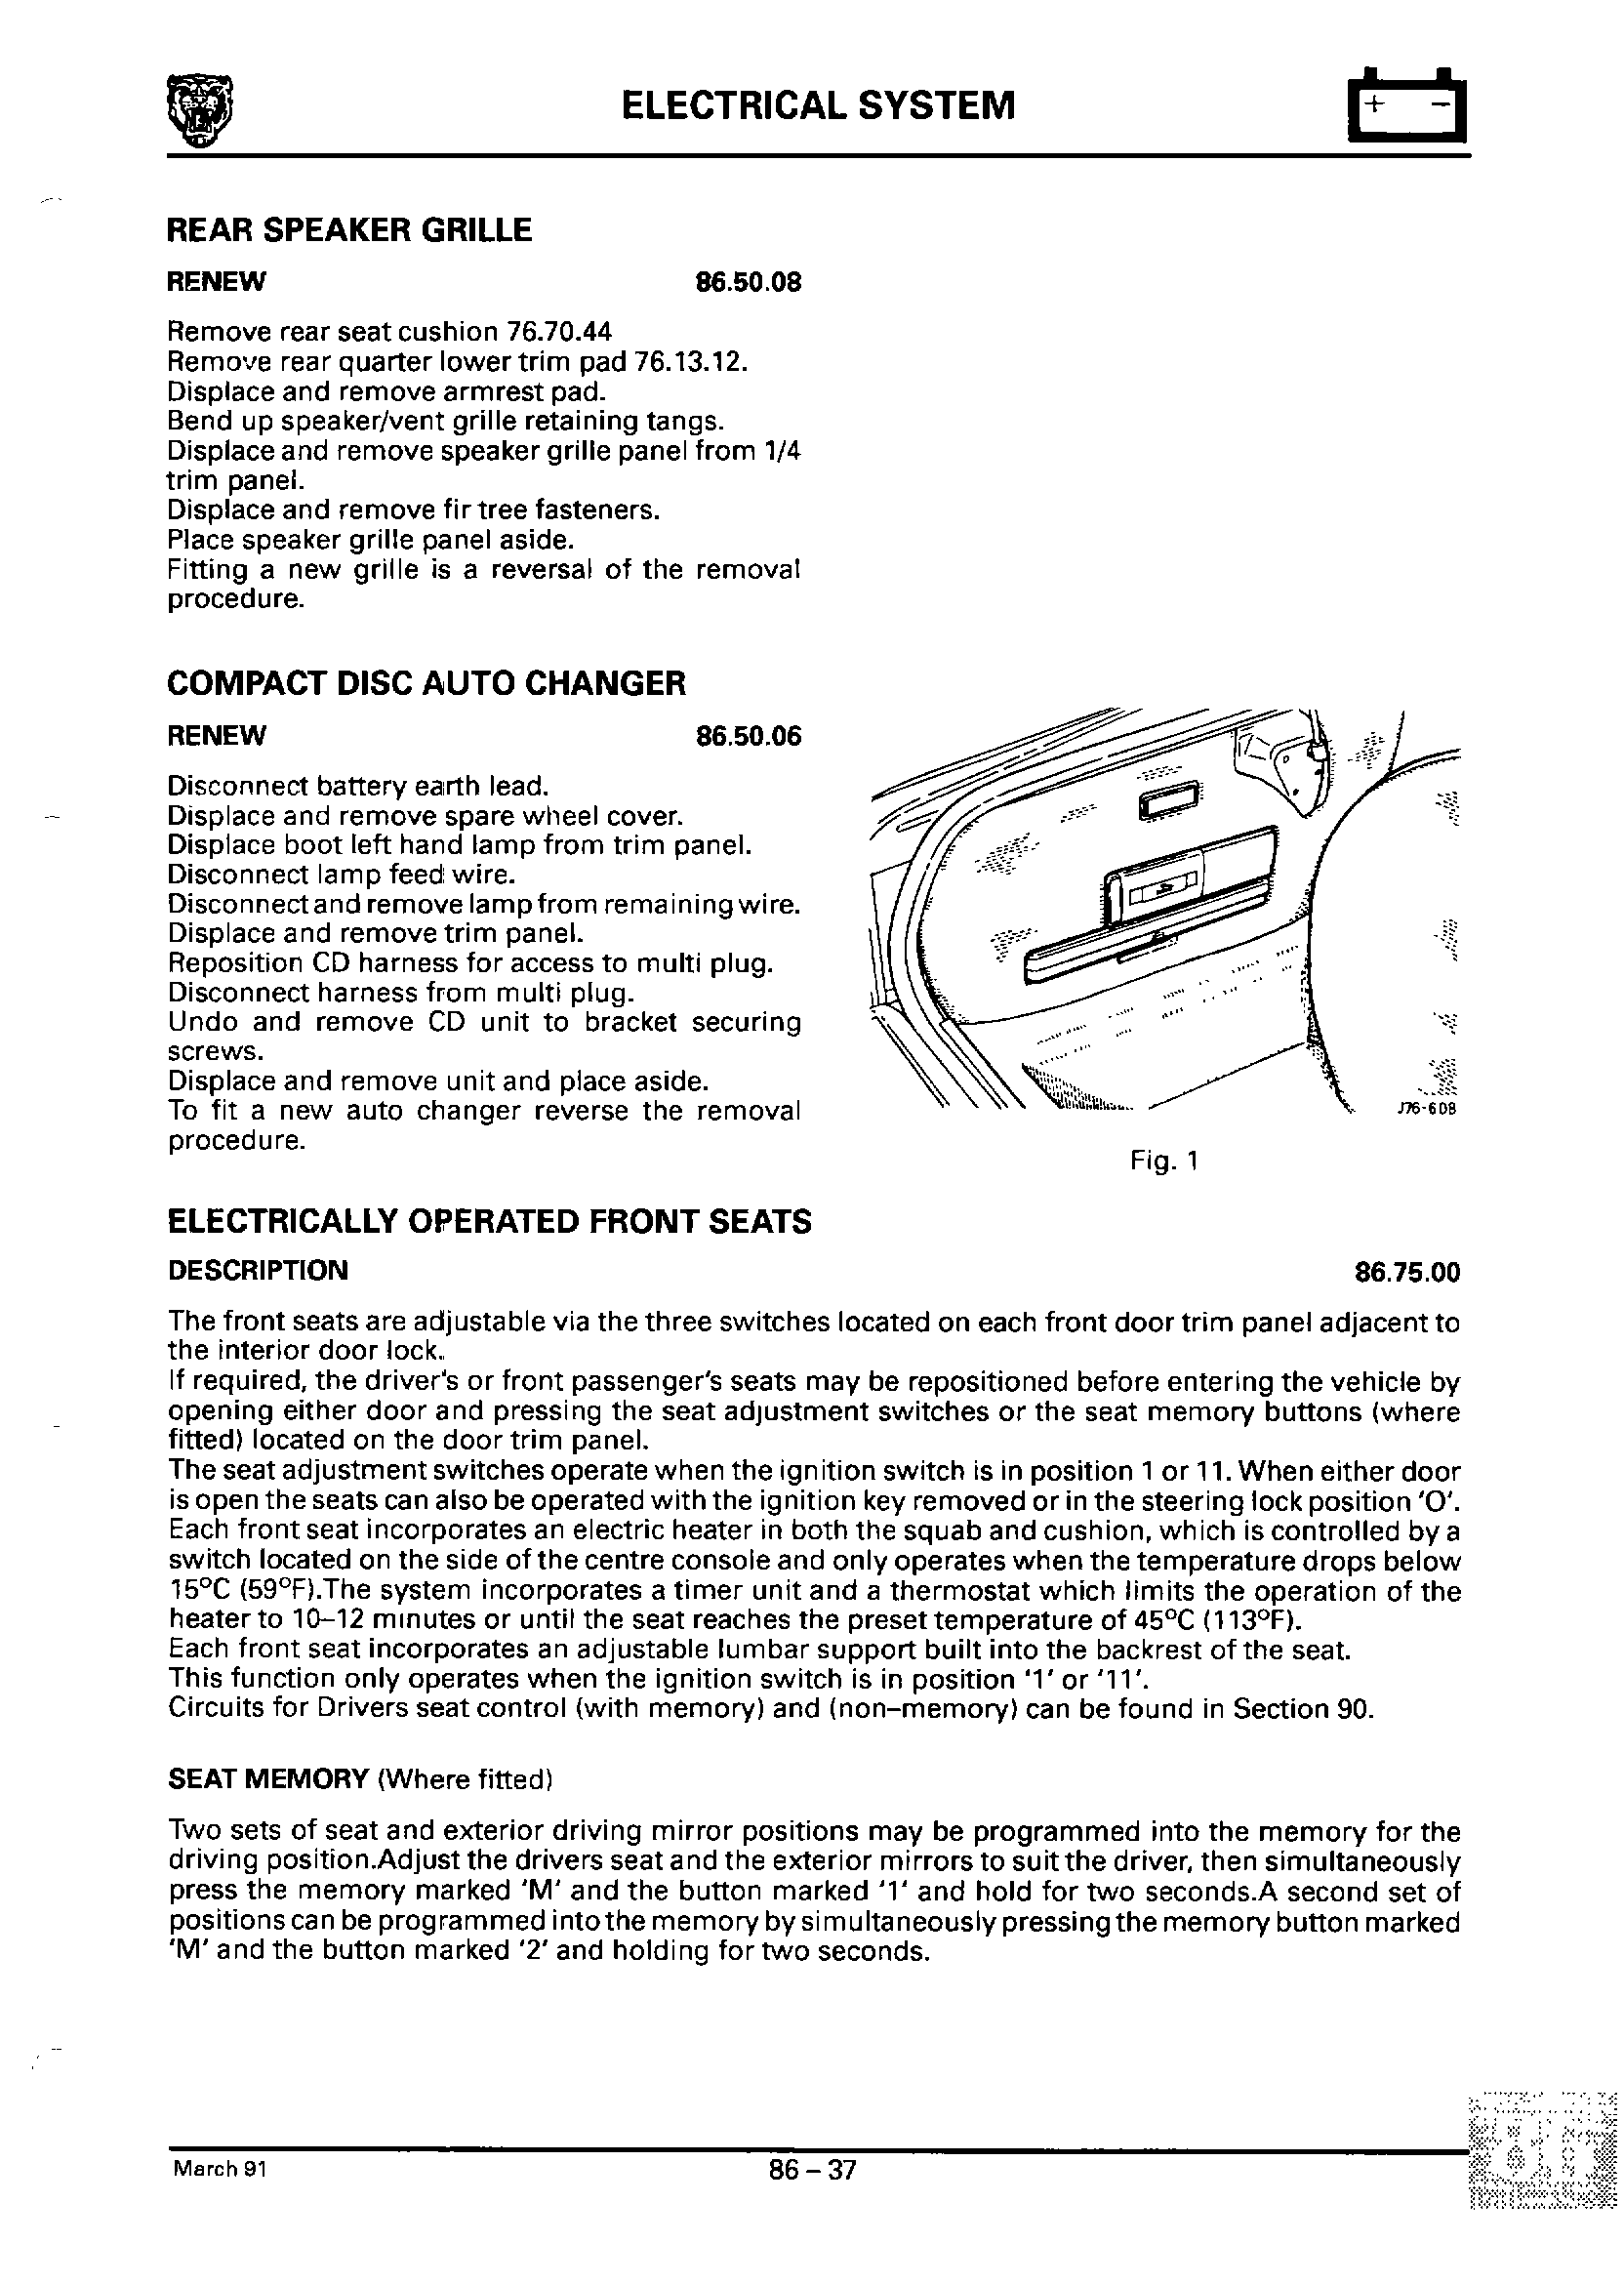 ELECTRICAL SYSTEM
+ −
REAR SPEAKER GRILLE
RENEW 86.50.08
Remove rear seat cushion 76.70.44
Remove rear quarter lower trim pad 76.13.12.
Displace and remove armrest pad.
Bend up speaker/vent grille retaining tangs.
Displace and remove speaker grille panel from 1/4
trim panel.
Displace and remove fir tree fasteners.
Place speaker grille panel aside.
Fitting a new grille is a reversal of the removal
procedure.
COMPACT DISC AUTO CHANGER
RENEW 86.50.06
Disconnect battery earth lead.
Displace and remove spare wheel cover.
Displace boot left hand lamp from trim panel.
Disconnect lamp feed wire.
Disconnect and remove lamp from remaining wire.
Displace and remove trim panel.
Reposition CD harness for access to multi plug.
Disconnect harness from multi plug.
Undo and remove CD unit to bracket securing
screws.
Displace and remove unit and place aside.
To fit a new auto changer reverse the removal
procedure.
J76-608
Fig. 1
ELECTRICALLY OPERATED FRONT SEATS
DESCRIPTION 86.75.00
The front seats are adjustable via the three switches located on each front door trim panel adjacent to
the interior door lock.
If required, the driver's or front passenger's seats may be repositioned before entering the vehicle by
opening either door and pressing the seat adjustment switches or the seat memory buttons (where
fitted) located on the door trim panel.
The seat adjustment switches operate when the ignition switch is in position 1 or 11. When either door
is open the seats can also be operated with the ignition key removed or in the steering lock position 'O'.
Each front seat incorporates an electric heater in both the squab and cushion, which is controlled by a
switch located on the side of the centre console and only operates when the temperature drops below
15°C (59°F).The system incorporates a timer unit and a thermostat which limits the operation of the
heater to 10–12 minutes or until the seat reaches the preset temperature of 45°C (113°F).
Each front seat incorporates an adjustable lumbar support built into the backrest of the seat.
This function only operates when the ignition switch is in position '1' or '11'.
Circuits for Drivers seat control (with memory) and (non–memory) can be found in Section 90.
SEAT MEMORY (Where fitted)
Two sets of seat and exterior driving mirror positions may be programmed into the memory for the
driving position.Adjust the drivers seat and the exterior mirrors to suit the driver, then simultaneously
press the memory marked 'M' and the button marked '1' and hold for two seconds.A second set of
positions can be programmed into the memory by simultaneously pressing the memory button marked
'M' and the button marked '2' and holding for two seconds.
March 91 86 – 37